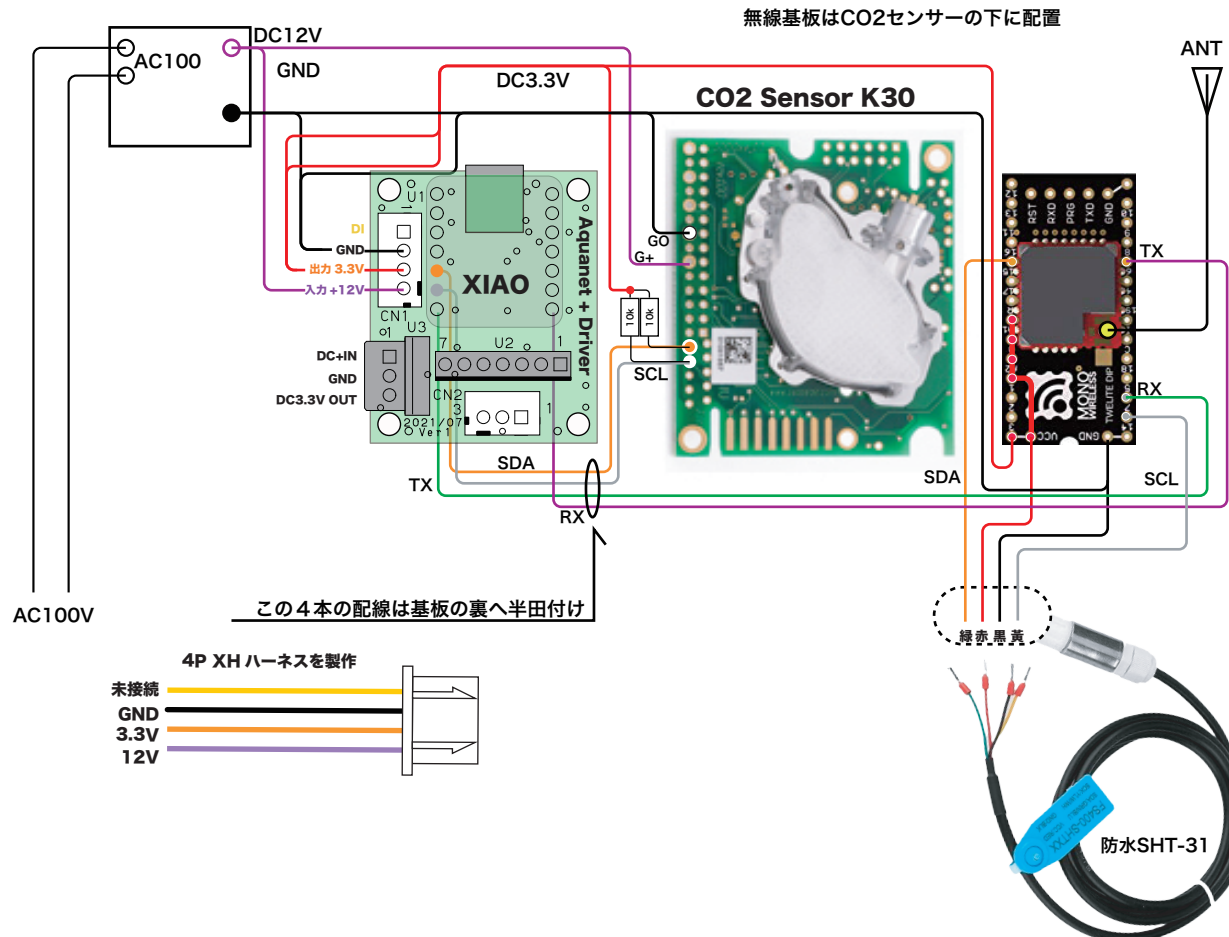 無線基板はCO2センサーの下に配置
DC12V
GND
AC100
DC3.3V
ANT
CO2 Sensor K30
U1
1
DI
GND
出力 3.3V
入力 +12V
CN1
XIAO
Aquanet + Driver
GO
G+
10k
10k
SCL
U3
1
DC+IN
GND
DC3.3V OUT
7
U2
1
CN2
3
1
2021/07
Ver1
RST
RXD
PRG
TXD
GND
TX
RX
MONO
WIRELESS
TWELITE DIP
VCC
GND
SDA
TX
RX
SDA
SCL
AC100V
この４本の配線は基板の裏へ半田付け
4P XH ハーネスを製作
未接続
GND
3.3V
12V
緑 赤 黒 黃
FS400-SHTXX
防水SHT-31